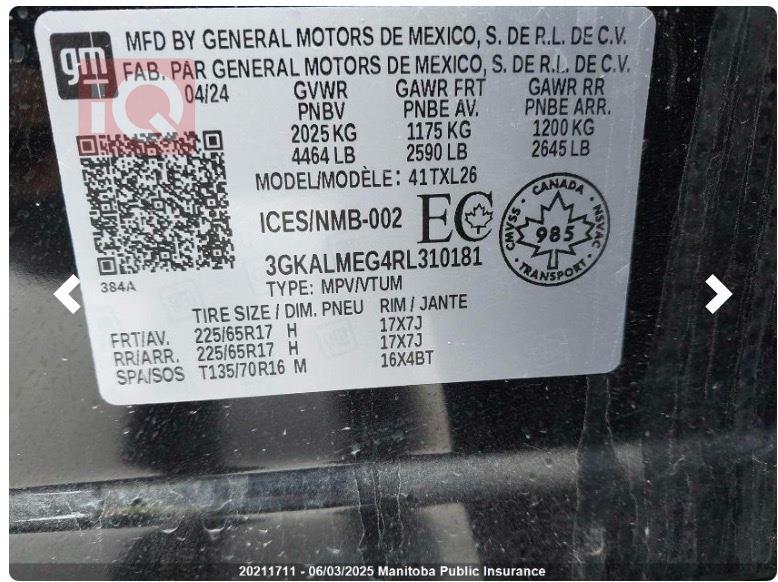 gm
MFD BY GENERAL MOTORS DE MEXICO, S. DE R.L. DE C.V.
FAB. PAR GENERAL MOTORS DE MEXICO, S. DE R.L. DE C.V.
iQ
04/24
GVWR GAWR FRT GAWR RR
PNBV PNBE AV. PNBE ARR.
2025 KG 1175 KG 1200 KG
4464 LB 2590 LB 2645 LB
MODEL/MODÈLE: 41TXL26
ICES/NMB-002 EC
CANADA
CMVSS 985 NSVAC
TRANSPORT
3GKALMEG4RL310181
384A
TYPE: MPV/VTUM
TIRE SIZE / DIM. PNEU RIM / JANTE
FRT/AV. 225/65R17 H 17X7J
RR/ARR. 225/65R17 H 17X7J
SPA/SOS T135/70R16 M 16X4BT
20211711 - 06/03/2025 Manitoba Public Insurance